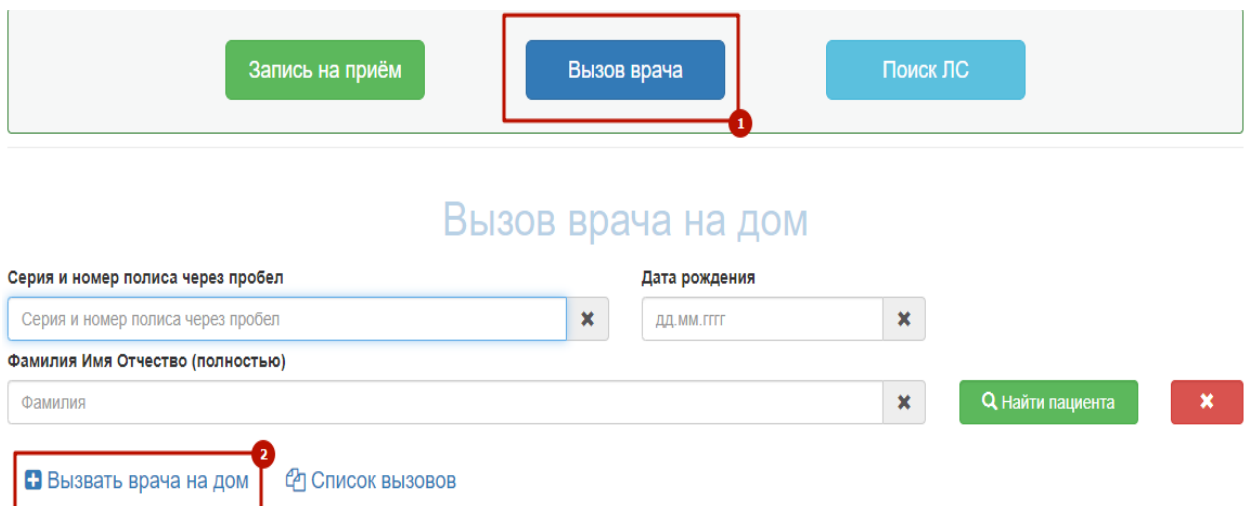 Запись на приём Вызов врача Поиск ЛС
1
Вызов врача на дом
Серия и номер полиса через пробел Дата рождения
Серия и номер полиса через пробел дд.мм.гггг
Фамилия Имя Отчество (полностью)
Фамилия Найти пациента
2
Вызвать врача на дом Список вызовов